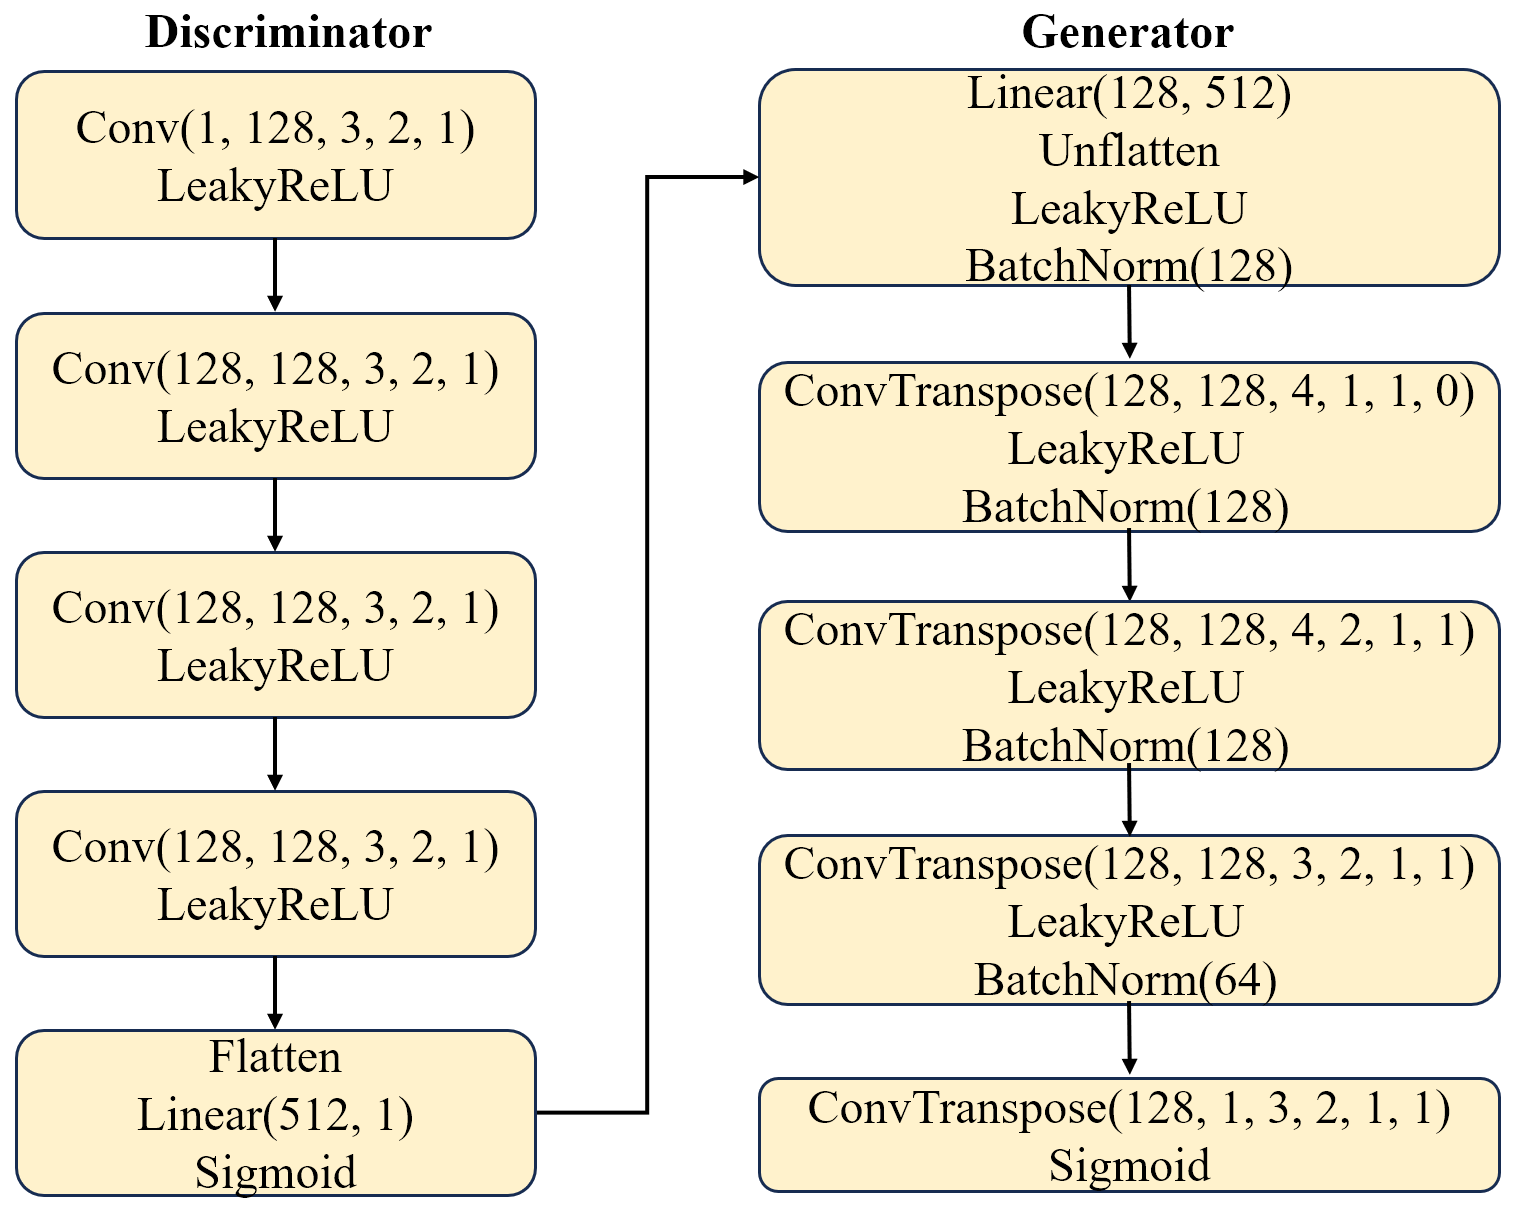 Discriminator
Conv(1, 128, 3, 2, 1)
LeakyReLU
Conv(128, 128, 3, 2, 1)
LeakyReLU
Conv(128, 128, 3, 2, 1)
LeakyReLU
Conv(128, 128, 3, 2, 1)
LeakyReLU
Flatten
Linear(512, 1)
Sigmoid
Generator
Linear(128, 512)
Unflatten
LeakyReLU
BatchNorm(128)
ConvTranspose(128, 128, 4, 1, 1, 0)
LeakyReLU
BatchNorm(128)
ConvTranspose(128, 128, 4, 2, 1, 1)
LeakyReLU
BatchNorm(128)
ConvTranspose(128, 128, 3, 2, 1, 1)
LeakyReLU
BatchNorm(64)
ConvTranspose(128, 1, 3, 2, 1, 1)
Sigmoid